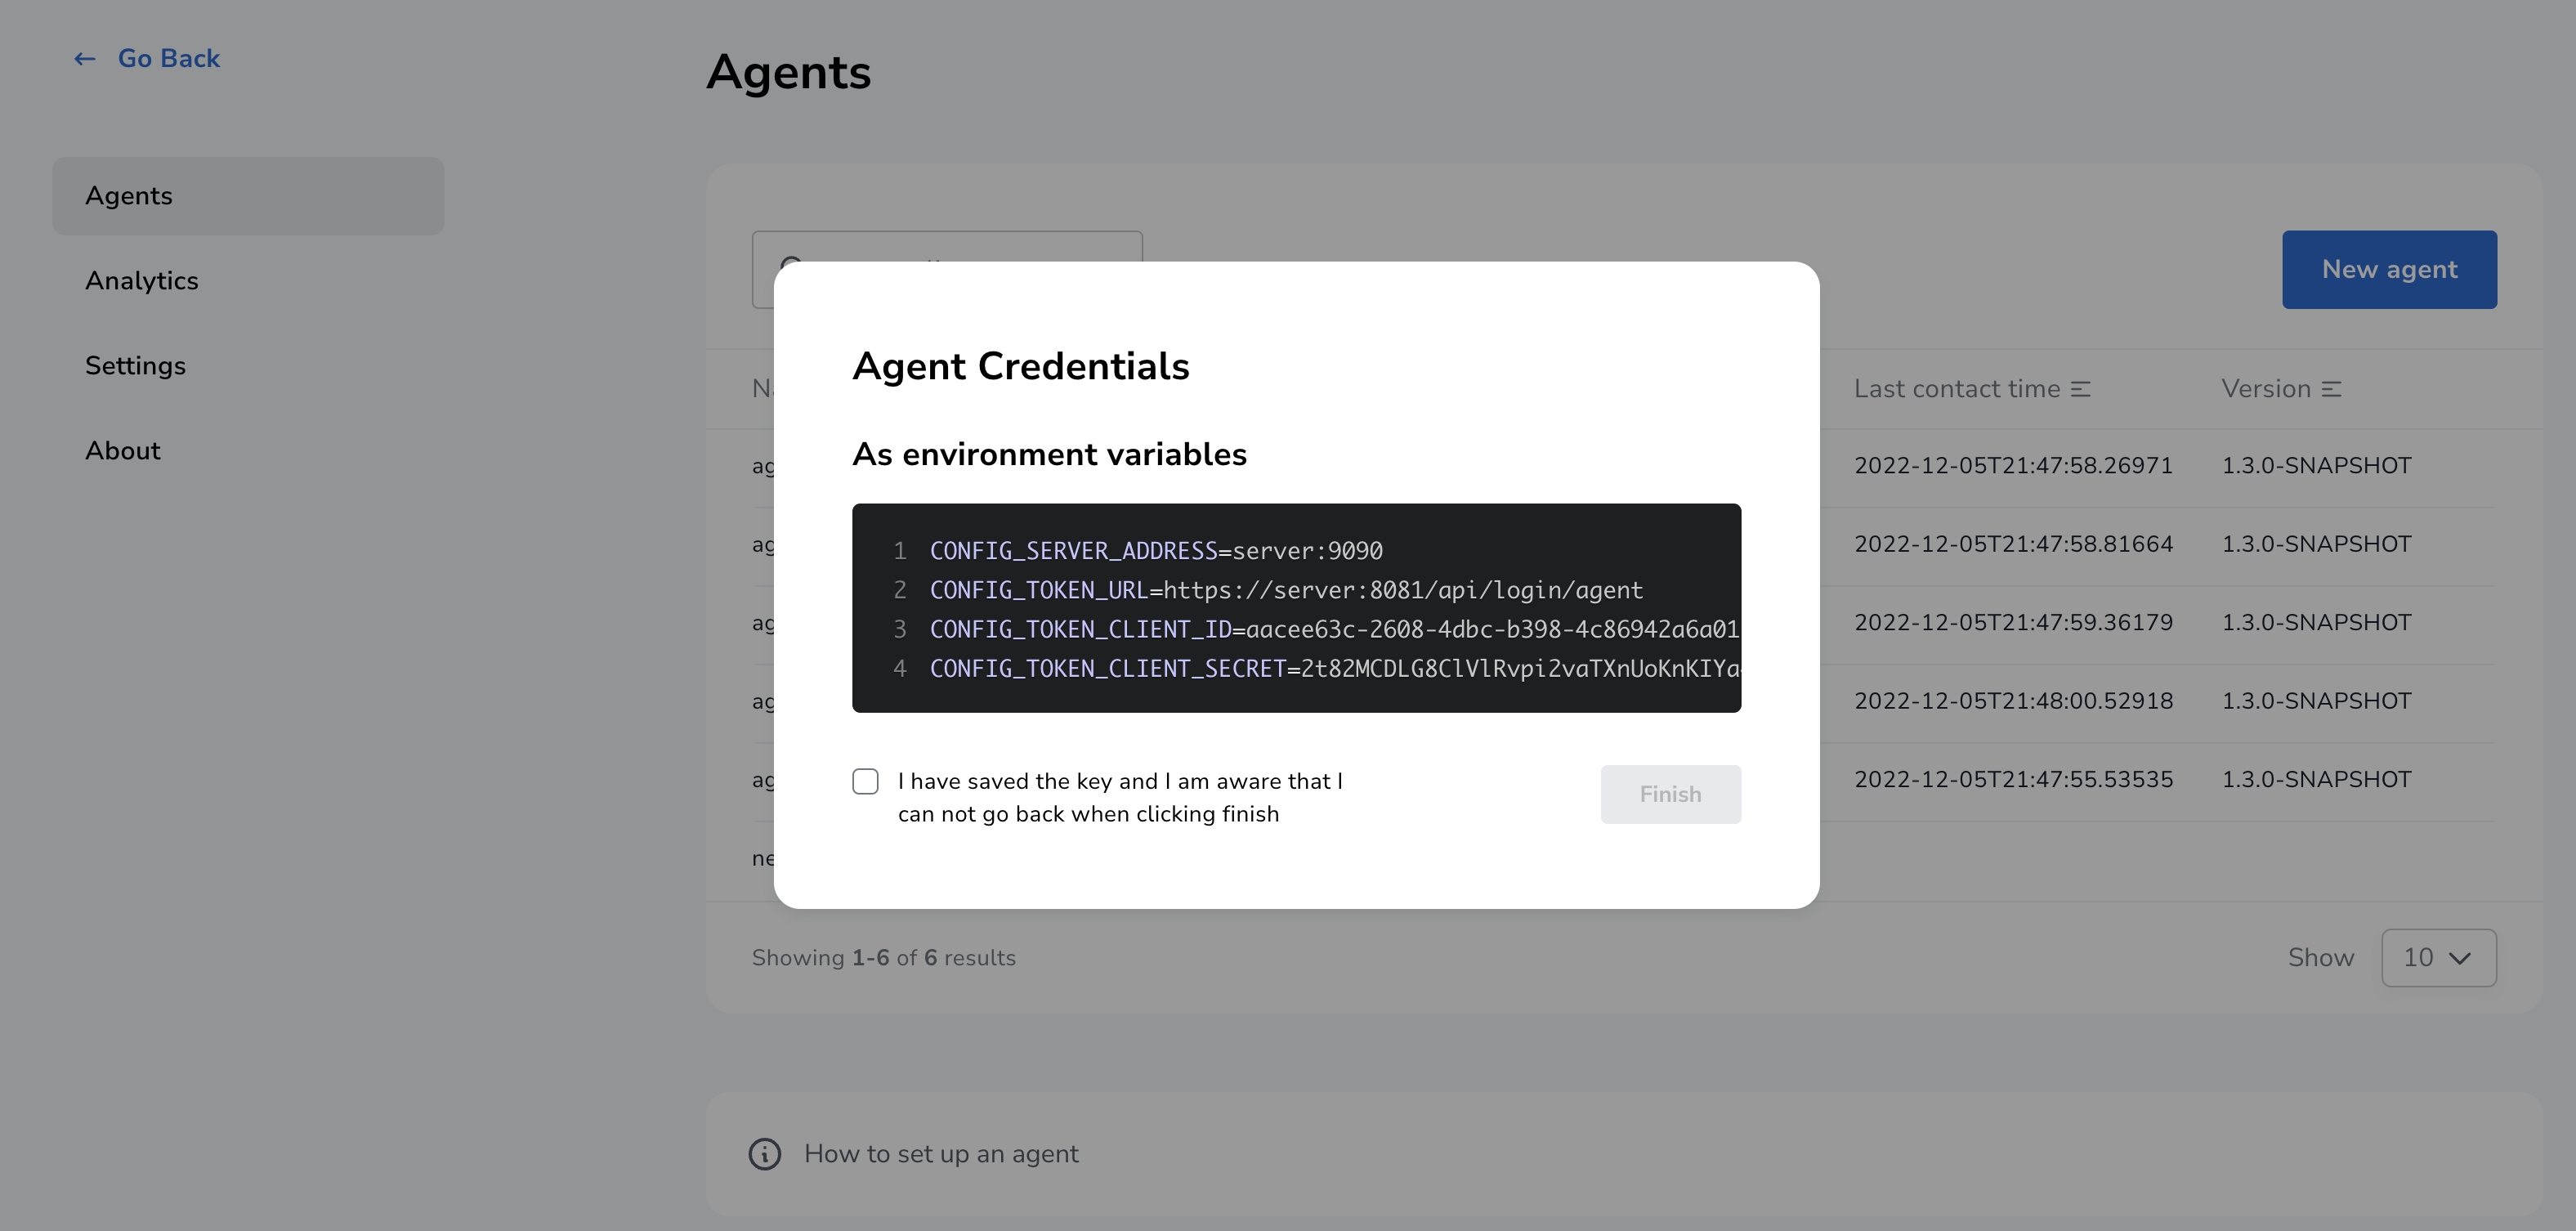 Go Back
Agents
Agents
Analytics
Settings
About
New agent
Last contact time
Version
2022-12-05T21:47:58.26971
1.3.0-SNAPSHOT
2022-12-05T21:47:58.81664
1.3.0-SNAPSHOT
2022-12-05T21:47:59.36179
1.3.0-SNAPSHOT
2022-12-05T21:48:00.52918
1.3.0-SNAPSHOT
2022-12-05T21:47:55.53535
1.3.0-SNAPSHOT
Agent Credentials
As environment variables
1 CONFIG_SERVER_ADDRESS=server:9090
2 CONFIG_TOKEN_URL=https://server:8081/api/login/agent
3 CONFIG_TOKEN_CLIENT_ID=aacee63c-2608-4dbc-b398-4c86942a6a01
4 CONFIG_TOKEN_CLIENT_SECRET=2t82MCDLG8ClVlRvpi2vaTXnUoKnKIYa
I have saved the key and I am aware that I
can not go back when clicking finish
Finish
Showing 1-6 of 6 results
Show
10
How to set up an agent